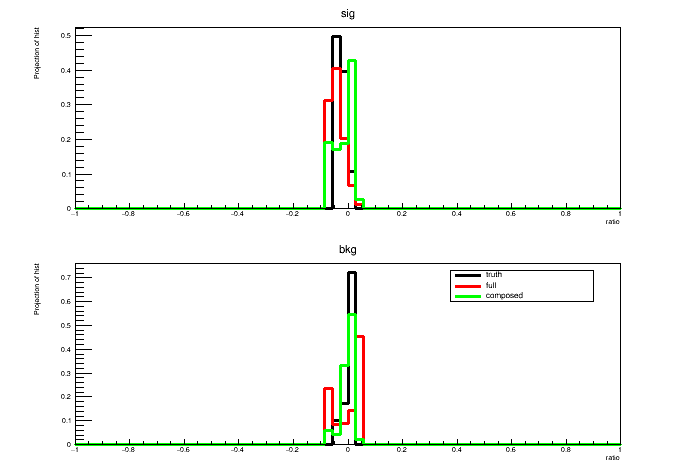 sig
Projection of hist
0.5
0.4
0.3
0.2
0.1
0
−1 -0.8 -0.6 -0.4 -0.2 0 0.2 0.4 0.6 0.8 1
ratio
bkg
Projection of hist
truth
full
composed
0.7
0.6
0.5
0.4
0.3
0.2
0.1
0
−1 -0.8 -0.6 -0.4 -0.2 0 0.2 0.4 0.6 0.8 1
ratio